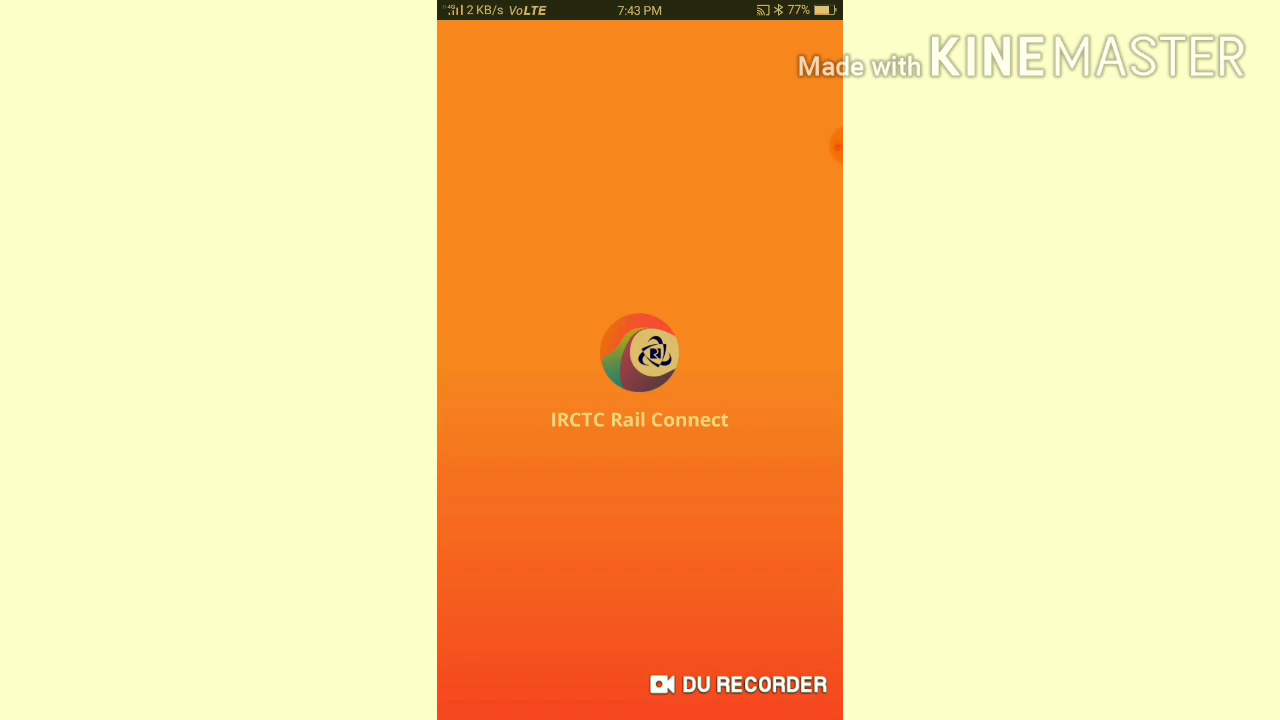 2 KB/s VoLTE 7:43 PM 77%
Made with KINEMASTER
IRCTC Rail Connect
DU RECORDER